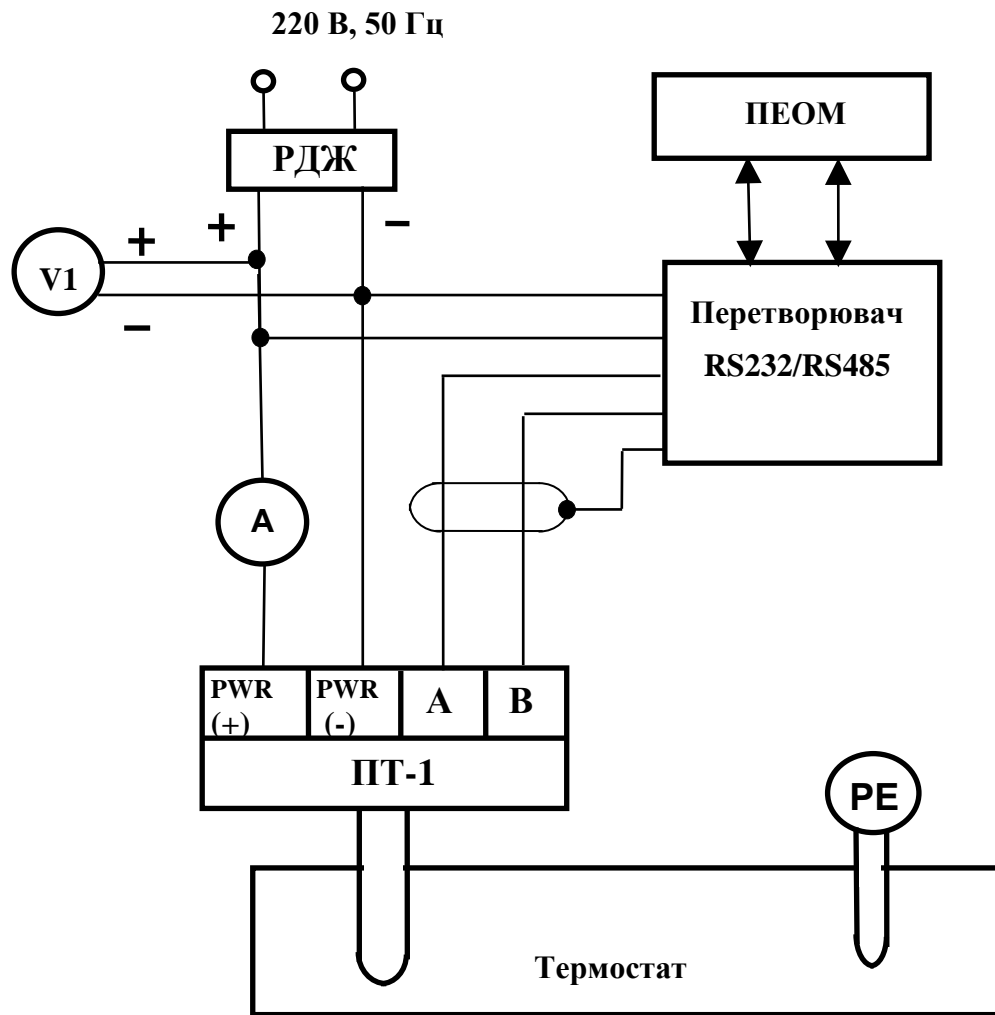 220 В, 50 Гц
ПЕОМ
РДЖ
+ + −
V1
−
Перетворювач
RS232/RS485
А
PWR (+)
PWR (-)
А
В
ПТ-1
PE
Термостат